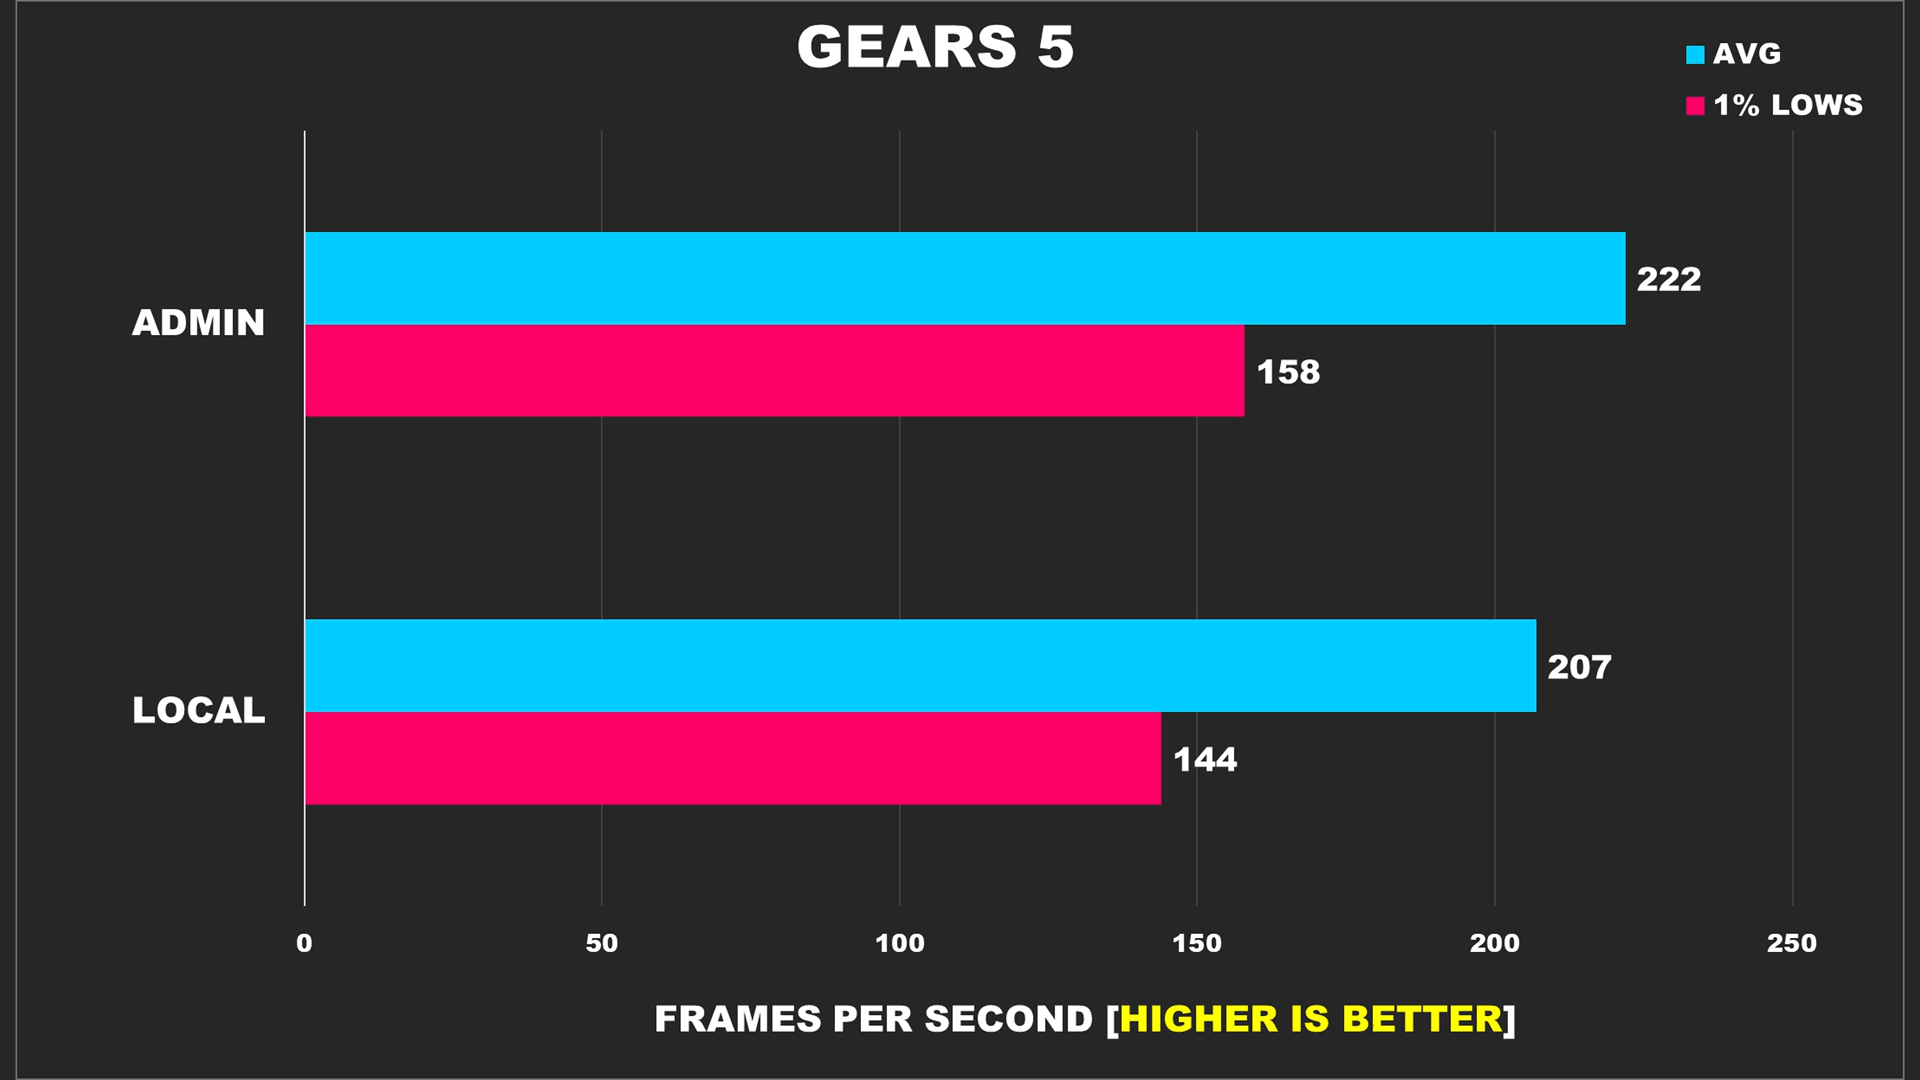 GEARS 5
AVG
1% LOWS
ADMIN
222
158
LOCAL
207
144
0 50 100 150 200 250
FRAMES PER SECOND [HIGHER IS BETTER]